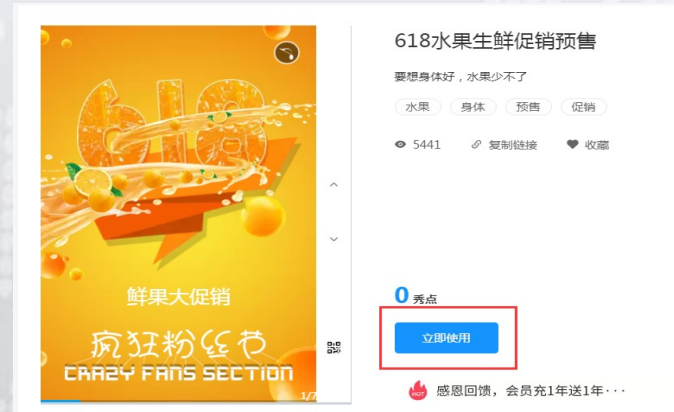 618
鲜果大促销
疯狂粉丝节
CRAZY FANS SECTION
1/7
618水果生鲜促销预售
要想身体好，水果少不了
水果 身体 预售 促销
5441 复制链接 收藏
0 秀点
立即使用
HOT 感恩回馈，会员充1年送1年···